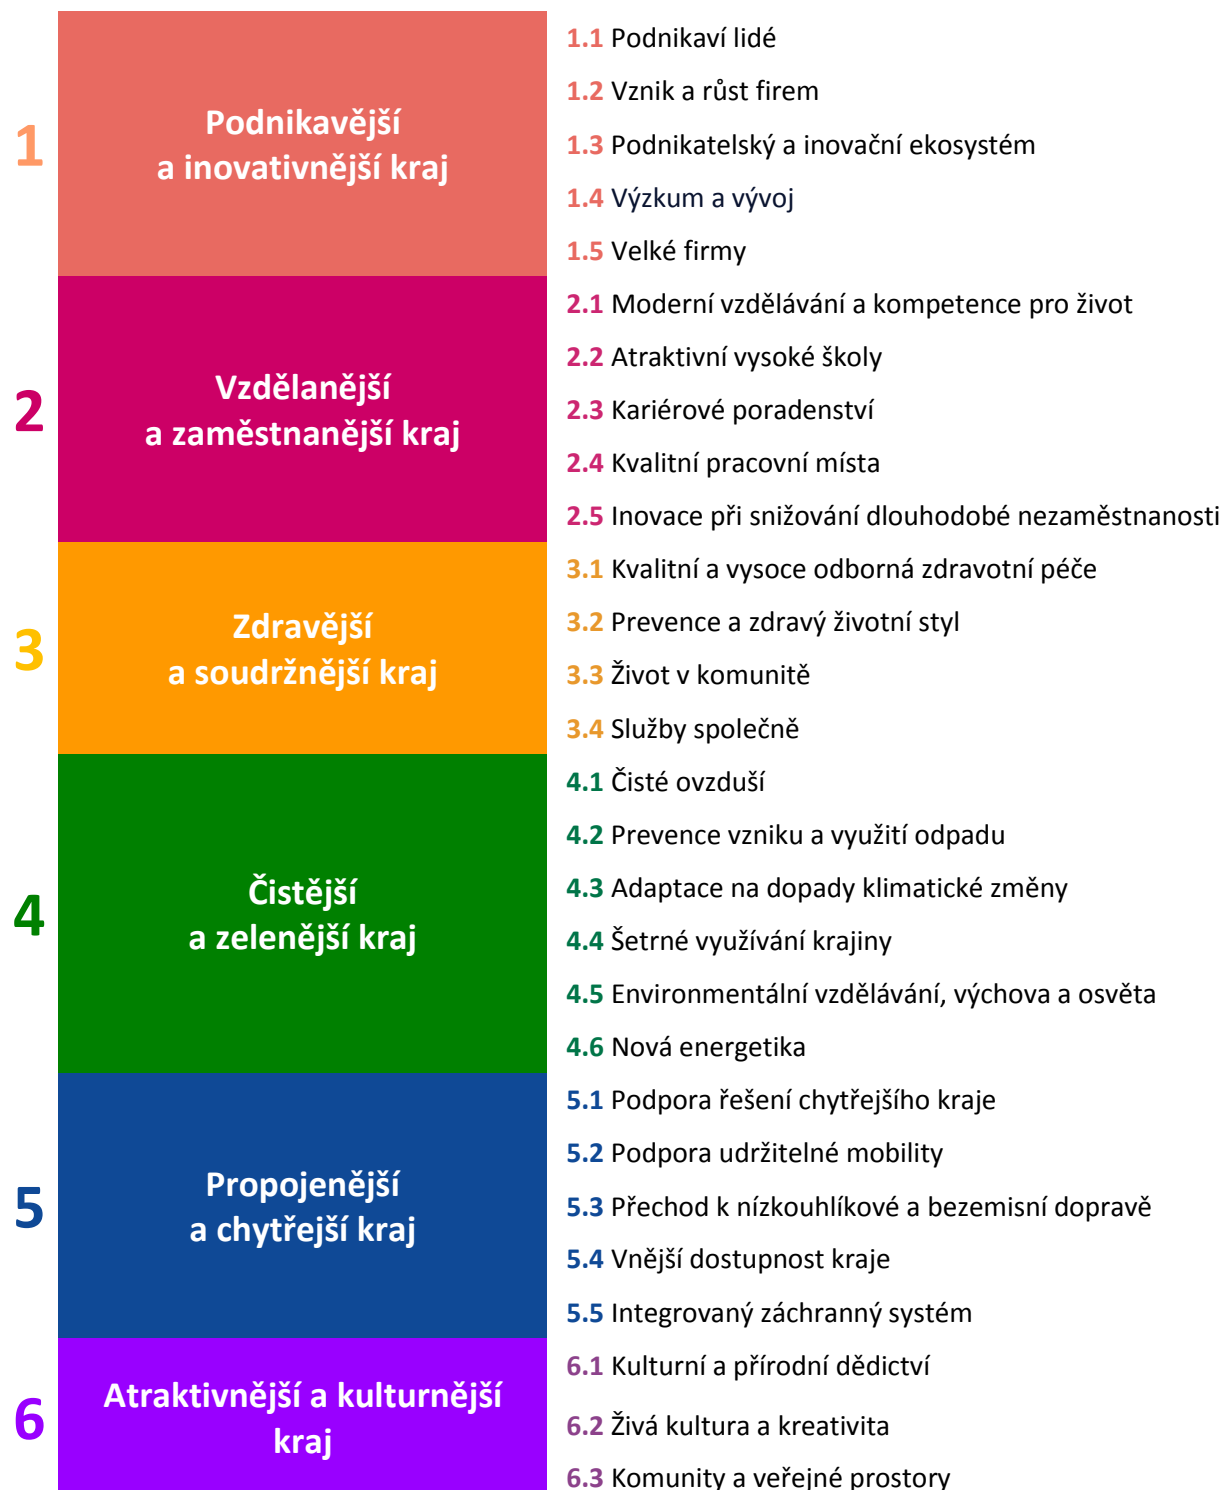 1
Podnikavější
a inovativnější kraj
1.1 Podnikaví lidé
1.2 Vznik a růst firem
1.3 Podnikatelský a inovační ekosystém
1.4 Výzkum a vývoj
1.5 Velké firmy
2
Vzdělanější
a zaměstnanější kraj
2.1 Moderní vzdělávání a kompetence pro život
2.2 Atraktivní vysoké školy
2.3 Kariérové poradenství
2.4 Kvalitní pracovní místa
2.5 Inovace při snižování dlouhodobé nezaměstnanosti
3
Zdravější
a soudržnější kraj
3.1 Kvalitní a vysoce odborná zdravotní péče
3.2 Prevence a zdravý životní styl
3.3 Život v komunitě
3.4 Služby společně
4
Čistější
a zelenější kraj
4.1 Čisté ovzduší
4.2 Prevence vzniku a využití odpadu
4.3 Adaptace na dopady klimatické změny
4.4 Šetrné využívání krajiny
4.5 Environmentální vzdělávání, výchova a osvěta
4.6 Nová energetika
5
Propojenější
a chytřejší kraj
5.1 Podpora řešení chytřejšího kraje
5.2 Podpora udržitelné mobility
5.3 Přechod k nízkouhlíkové a bezemisní dopravě
5.4 Vnější dostupnost kraje
5.5 Integrovaný záchranný systém
6
Atraktivnější a kulturnější
kraj
6.1 Kulturní a přírodní dědictví
6.2 Živá kultura a kreativita
6.3 Komunity a veřejné prostory